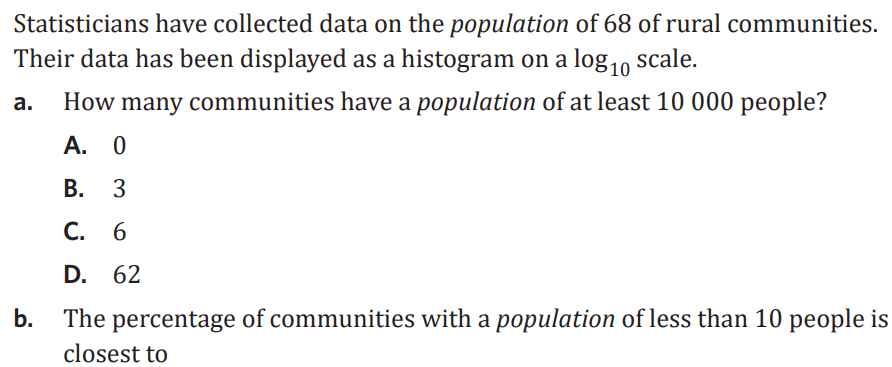 Statisticians have collected data on the population of 68 of rural communities.
Their data has been displayed as a histogram on a log₁₀ scale.
a. How many communities have a population of at least 10 000 people?
A. 0
B. 3
C. 6
D. 62
b. The percentage of communities with a population of less than 10 people is
closest to